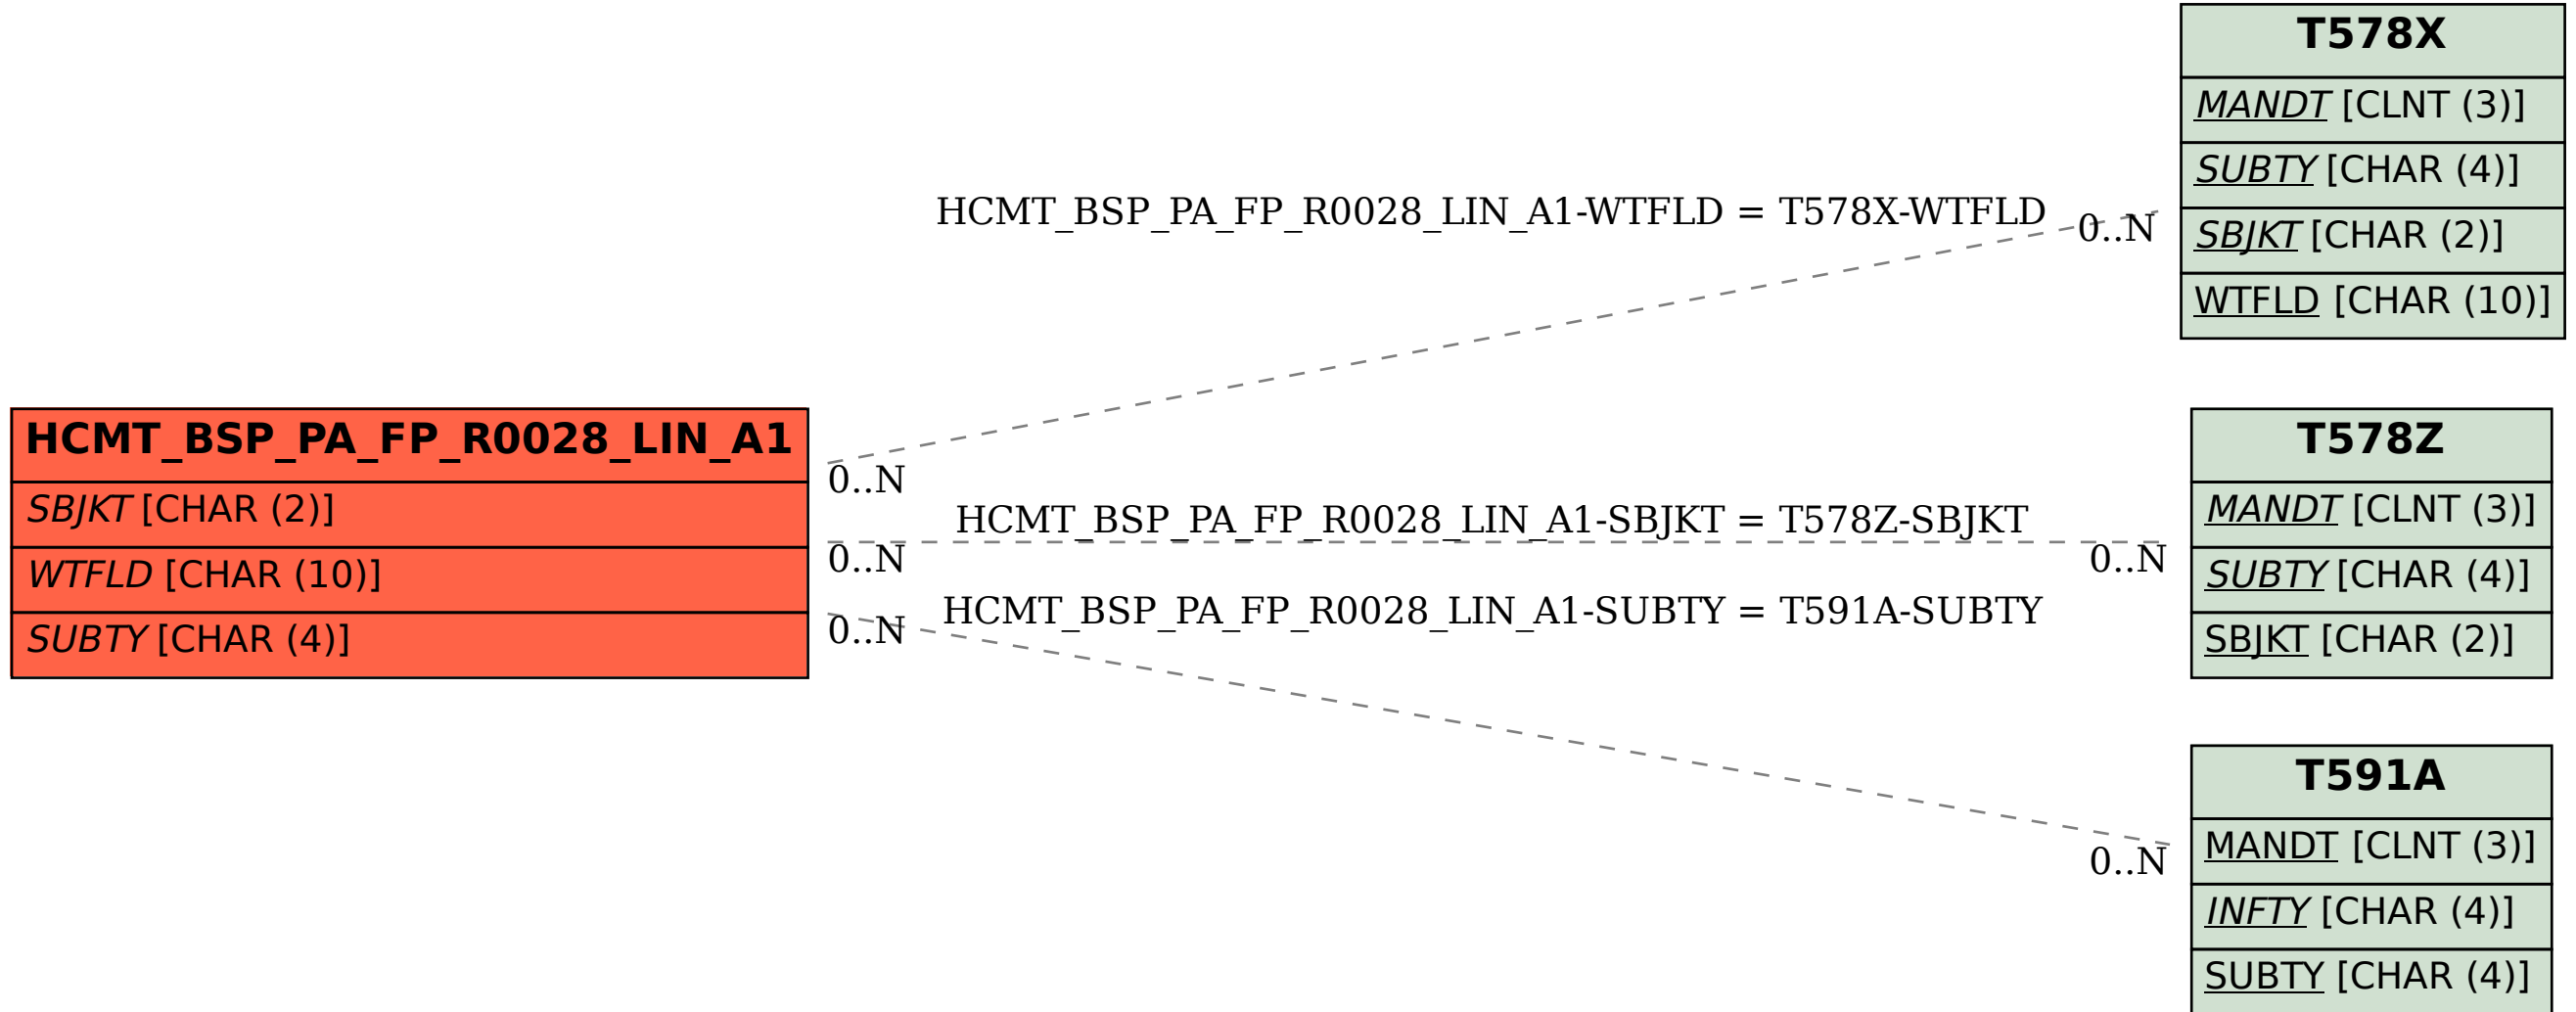 T578X
MANDT [CLNT (3)]
SUBTY [CHAR (4)]
SBJKT [CHAR (2)]
WTFLD [CHAR (10)]
HCMT_BSP_PA_FP_R0028_LIN_A1-WTFLD = T578X-WTFLD
0..N
HCMT_BSP_PA_FP_R0028_LIN_A1
SBJKT [CHAR (2)]
WTFLD [CHAR (10)]
SUBTY [CHAR (4)]
0..N
HCMT_BSP_PA_FP_R0028_LIN_A1-SBJKT = T578Z-SBJKT
0..N
0..N
HCMT_BSP_PA_FP_R0028_LIN_A1-SUBTY = T591A-SUBTY
0..N
T578Z
MANDT [CLNT (3)]
SUBTY [CHAR (4)]
SBJKT [CHAR (2)]
0..N
T591A
MANDT [CLNT (3)]
INFTY [CHAR (4)]
SUBTY [CHAR (4)]